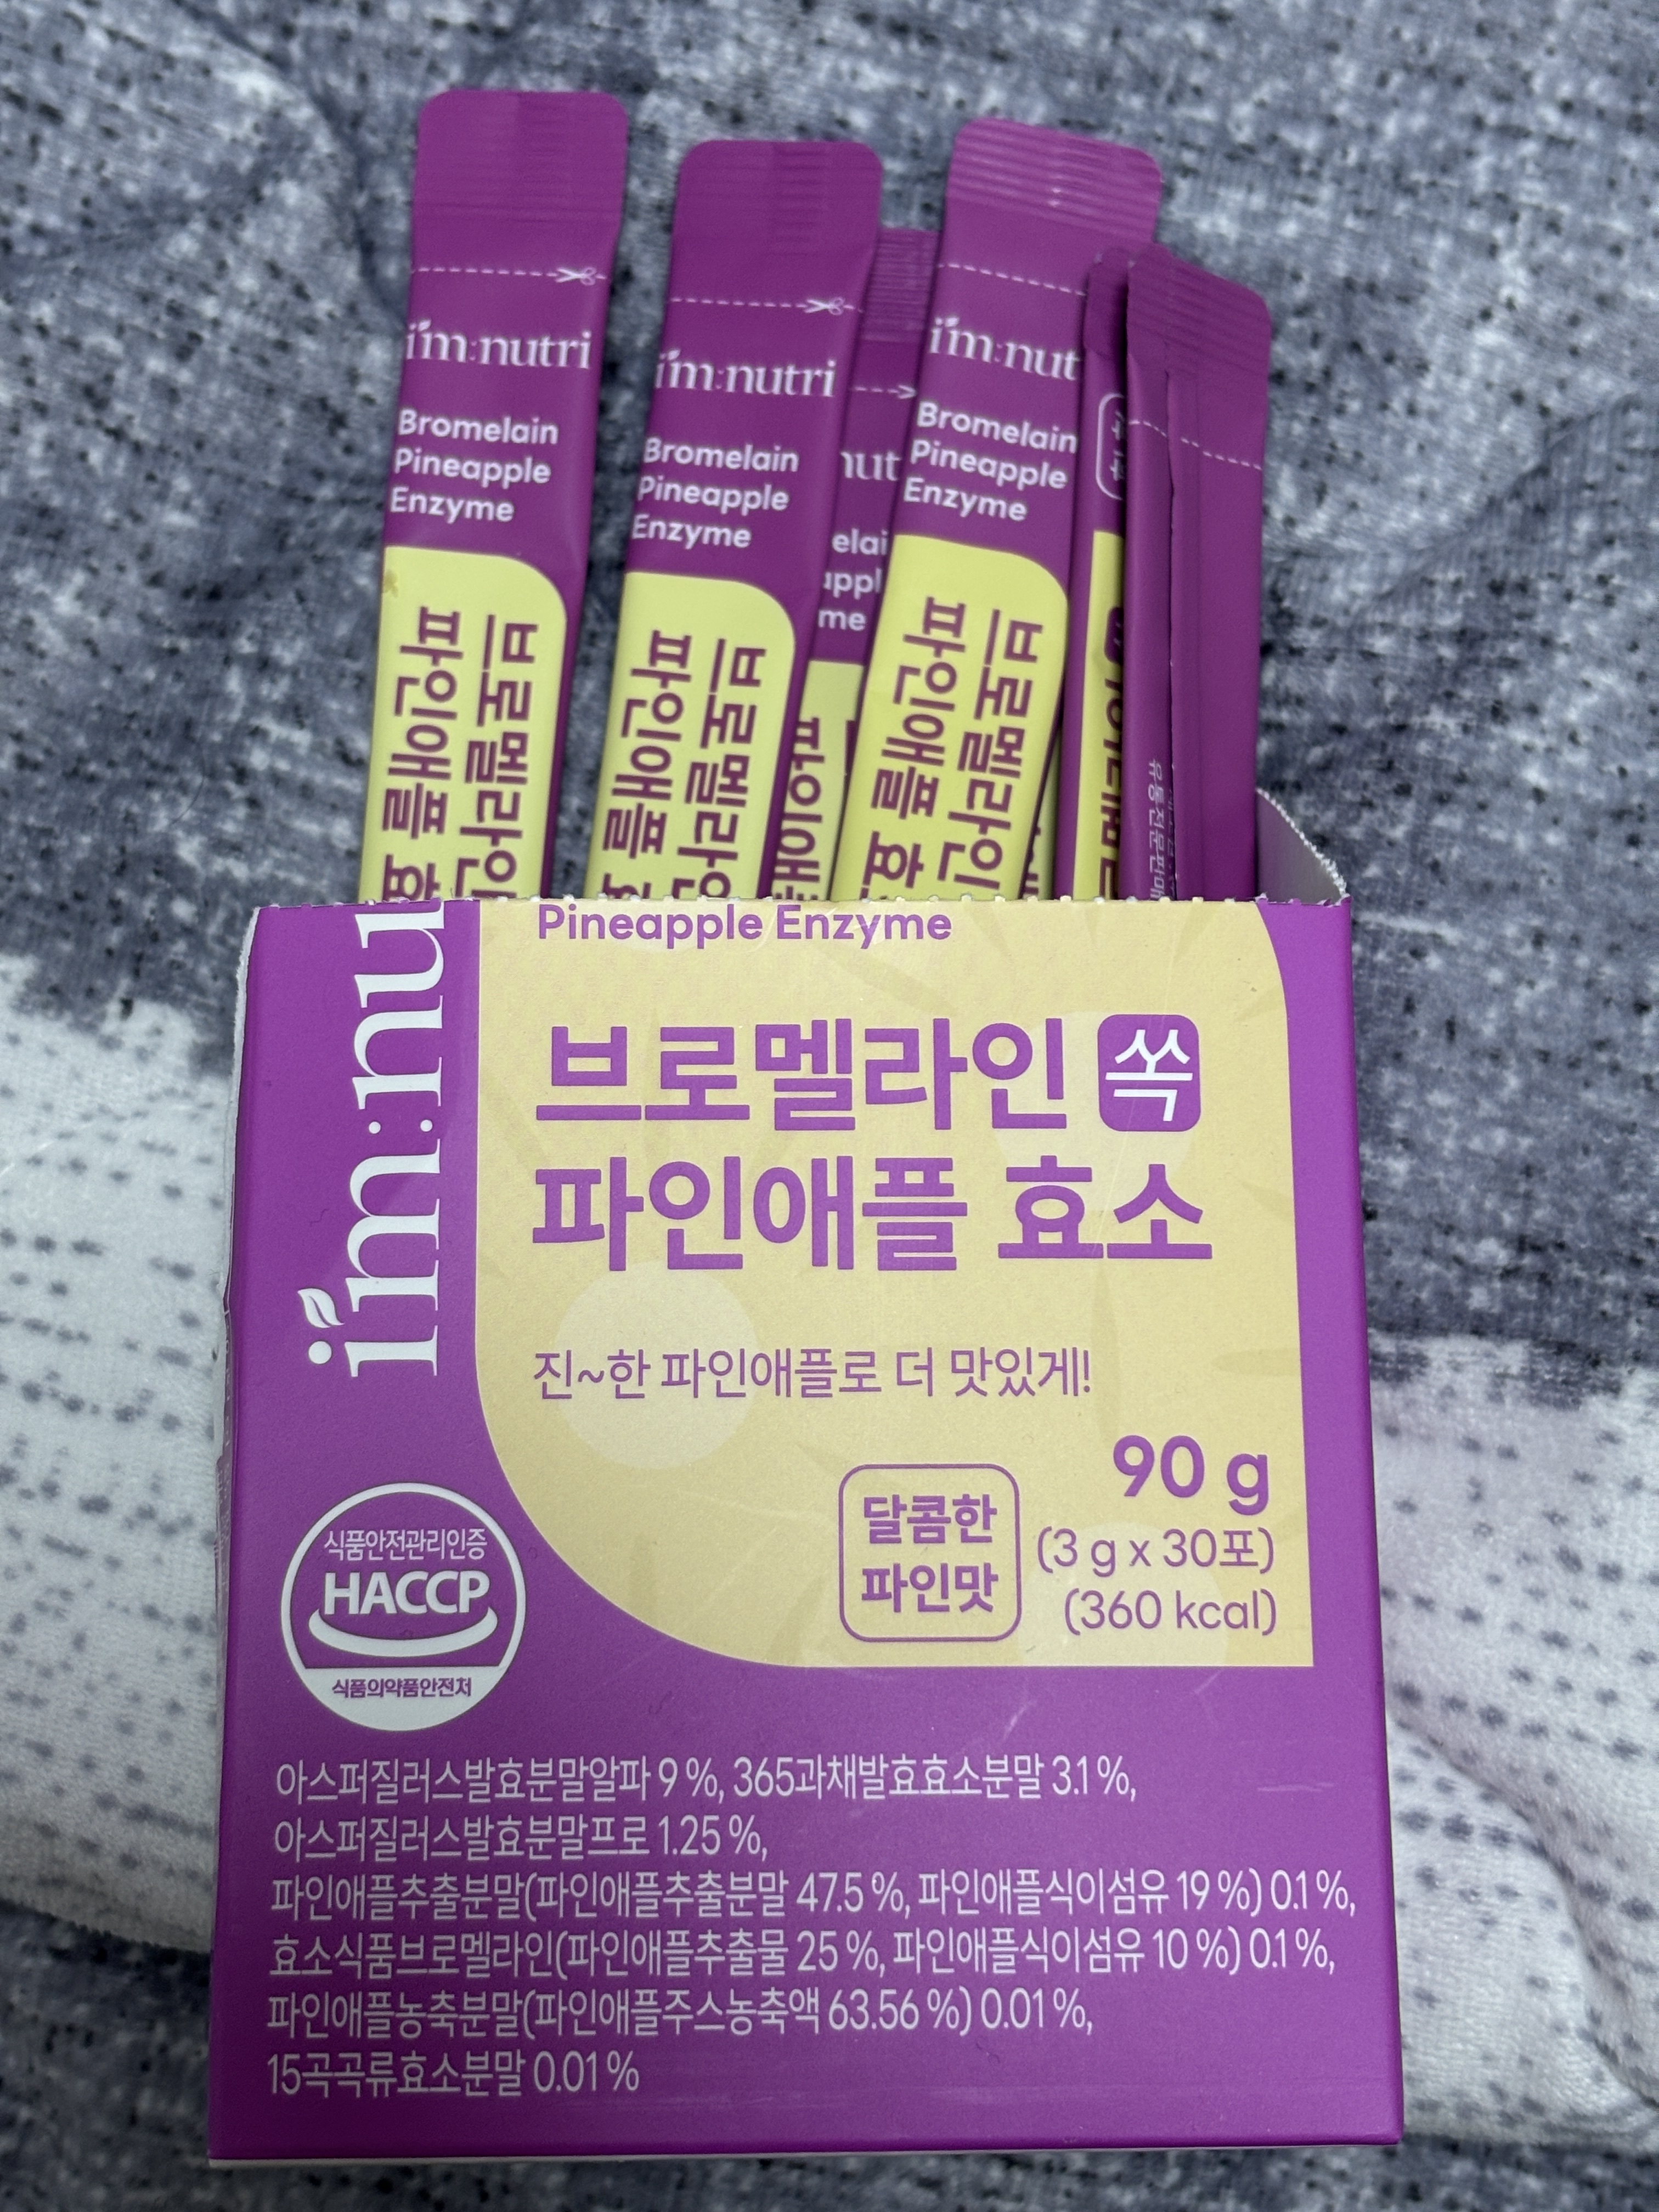 i'm:nutri
Bromelain
Pineapple
Enzyme
브로멜라인
파인애플 효
i'm:nutri
Bromelain
Pineapple
Enzyme
브로멜라인
파인애플
i'm:nut
Bromelain
Pineapple
Enzyme
브로멜라인
파인애플 효
i'm:nu
Pineapple Enzyme
브로멜라인 쏙
파인애플 효소
진~한 파인애플로 더 맛있게!
달콤한
파인맛
90 g
(3 g x 30포)
(360 kcal)
식품안전관리인증
HACCP
식품의약품안전처
아스퍼질러스발효분말알파 9 %, 365과채발효효소분말 3.1 %,
아스퍼질러스발효분말프로 1.25 %,
파인애플추출분말(파인애플추출분말 47.5 %, 파인애플식이섬유 19 %) 0.1 %,
효소식품브로멜라인(파인애플추출물 25 %, 파인애플식이섬유 10 %) 0.1 %,
파인애플농축분말(파인애플주스농축액 63.56 %) 0.01 %,
15곡곡류효소분말 0.01 %